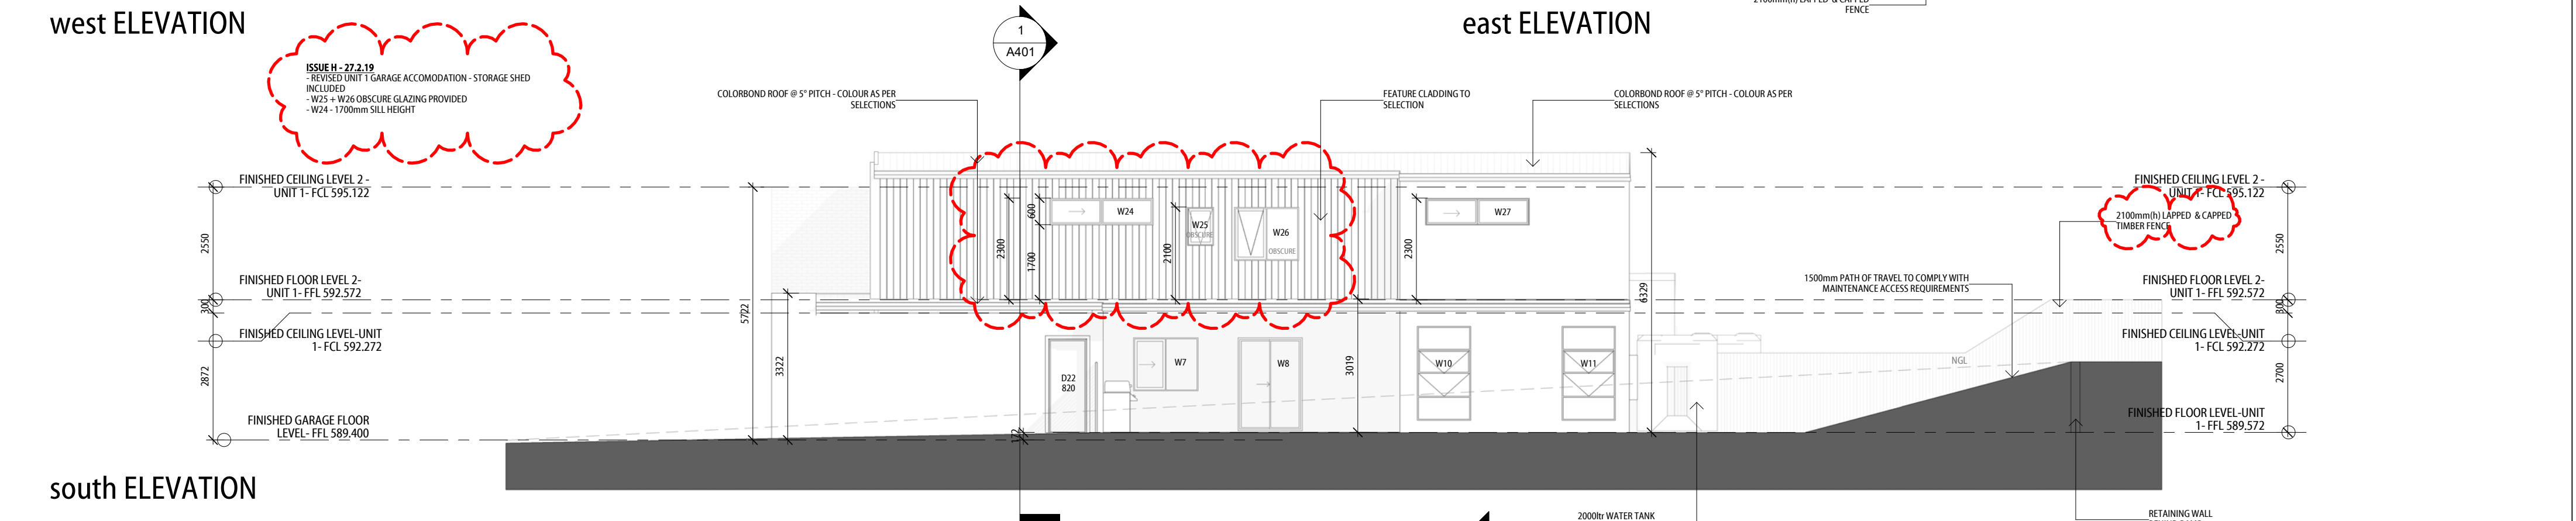 2100mm(h) LAPPED & CAPPED
FENCE
west ELEVATION
east ELEVATION
1
A401
ISSUE H - 27.2.19
- REVISED UNIT 1 GARAGE ACCOMODATION - STORAGE SHED
INCLUDED
- W25 + W26 OBSCURE GLAZING PROVIDED
- W24 - 1700mm SILL HEIGHT
COLORBOND ROOF @ 5° PITCH - COLOUR AS PER
SELECTIONS
FEATURE CLADDING TO
SELECTION
COLORBOND ROOF @ 5° PITCH - COLOUR AS PER
SELECTIONS
FINISHED CEILING LEVEL 2 -
UNIT 1- FCL 595.122
2550
FINISHED FLOOR LEVEL 2-
UNIT 1- FFL 592.572
300
FINISHED CEILING LEVEL-UNIT
1- FCL 592.272
2872
FINISHED GARAGE FLOOR
LEVEL- FFL 589.400
5722
3322
2300
600
1700
2100
W24
W25
OBSCURE
W26
OBSCURE
2300
W27
6329
D22
820
W7
W8
3019
W10
W11
172
FINISHED CEILING LEVEL 2 -
UNIT 1- FCL 595.122
2100mm(h) LAPPED & CAPPED
TIMBER FENCE
2550
1500mm PATH OF TRAVEL TO COMPLY WITH
MAINTENANCE ACCESS REQUIREMENTS
FINISHED FLOOR LEVEL 2-
UNIT 1- FFL 592.572
300
FINISHED CEILING LEVEL-UNIT
1- FCL 592.272
NGL
2700
FINISHED FLOOR LEVEL-UNIT
1- FFL 589.572
south ELEVATION
2000ltr WATER TANK
RETAINING WALL